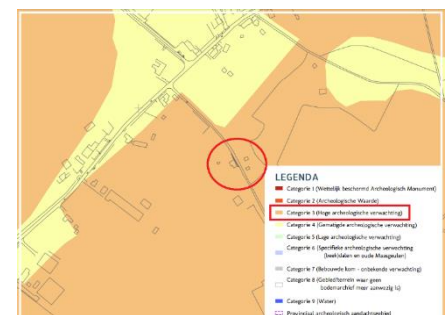 LEGENDA
Categorie 1 (Wettelijk beschermd Archeologisch Monument)
Categorie 2 (Archeologische Waarde)
Categorie 3 (Hoge archeologische verwachting)
Categorie 4 (Gematigde archeologische verwachting)
Categorie 5 (Lage archeologische verwachting)
Categorie 6 (Specifieke archeologische verwachting
(beekdalen en oude Maasgeulen)
Categorie 7 (Bebouwde kom - onbekende verwachting)
Categorie 8 (Gebied/terrein waar geen
bodemarchief meer aanwezig is)
Categorie 9 (Water)
Provinciaal archeologisch aandachtsgebied